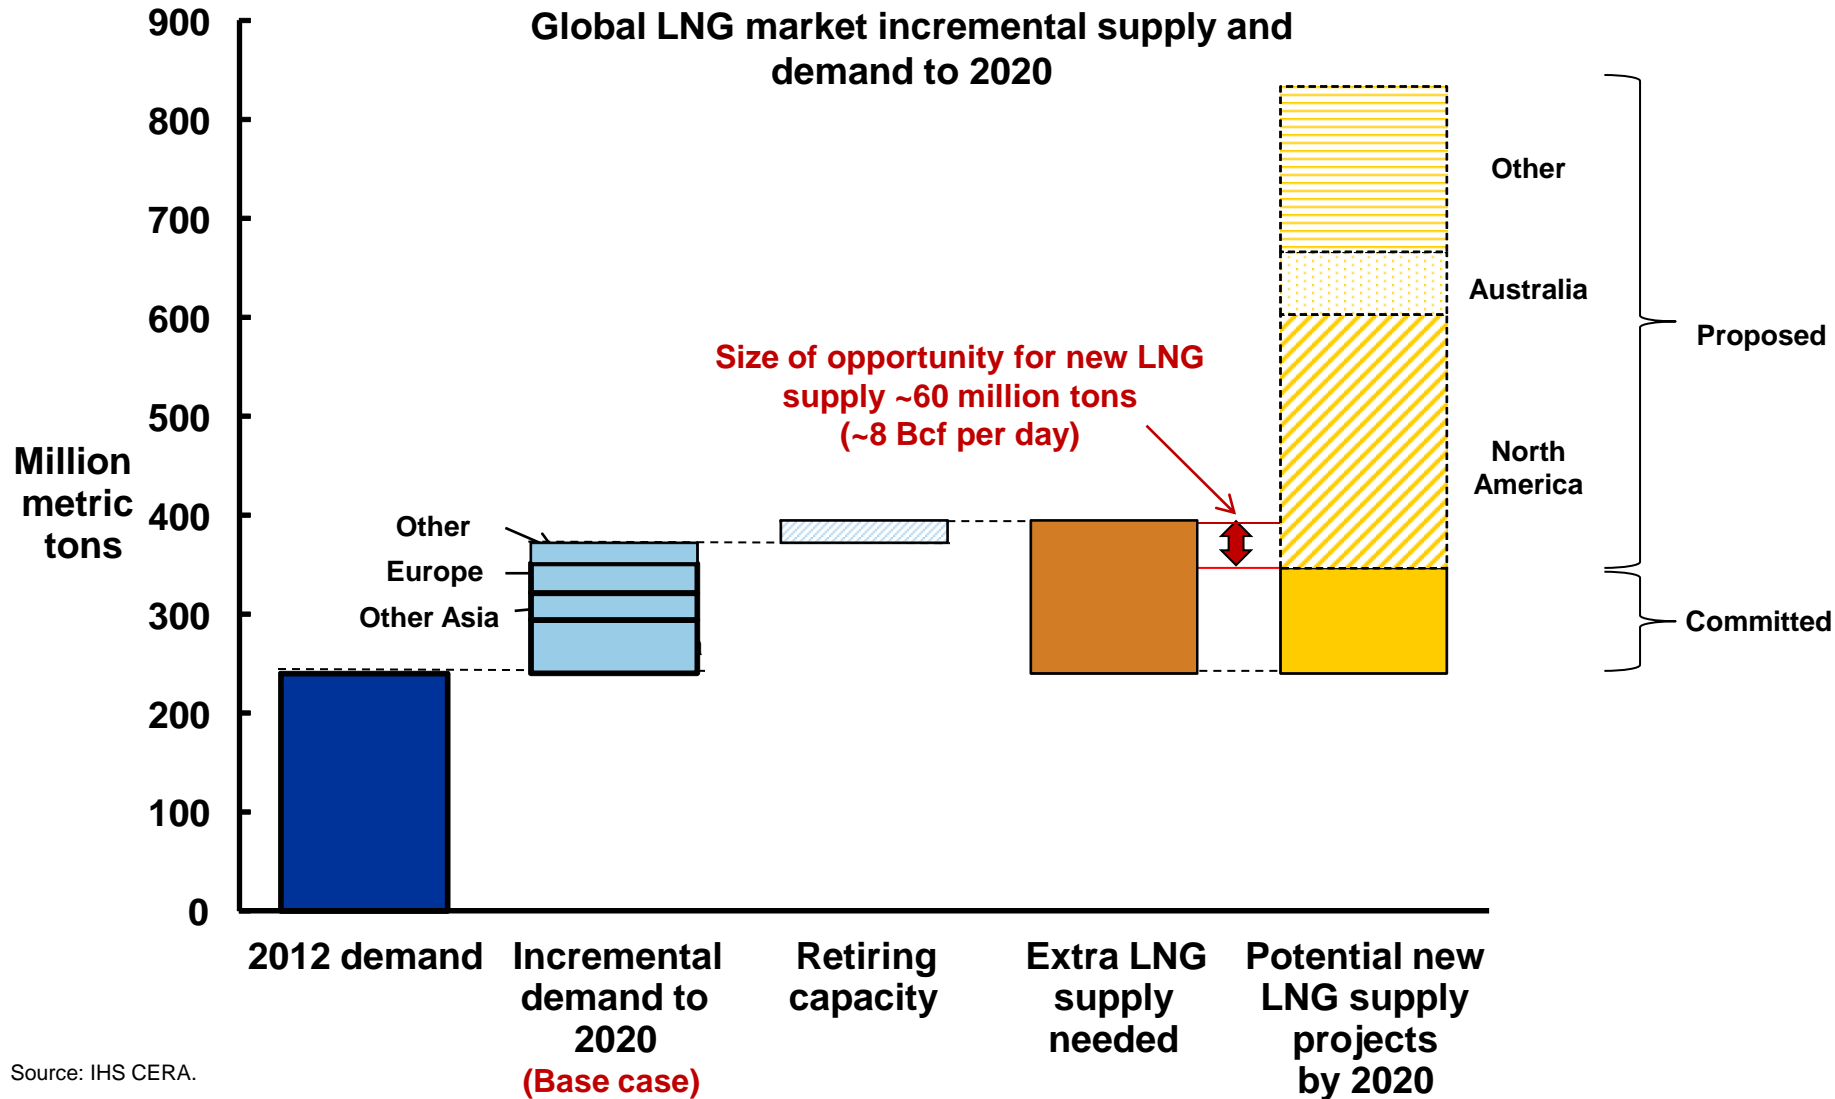 Global LNG market incremental supply and
demand to 2020
900
800
700
600
500
400
300
200
100
0
Million
metric
tons
Other
Europe
Other Asia
Size of opportunity for new LNG
supply ~60 million tons
(~8 Bcf per day)
Other
Australia
North
America
Proposed
Committed
2012 demand
Incremental
demand to
2020
(Base case)
Retiring
capacity
Extra LNG
supply
needed
Potential new
LNG supply
projects
by 2020
Source: IHS CERA.